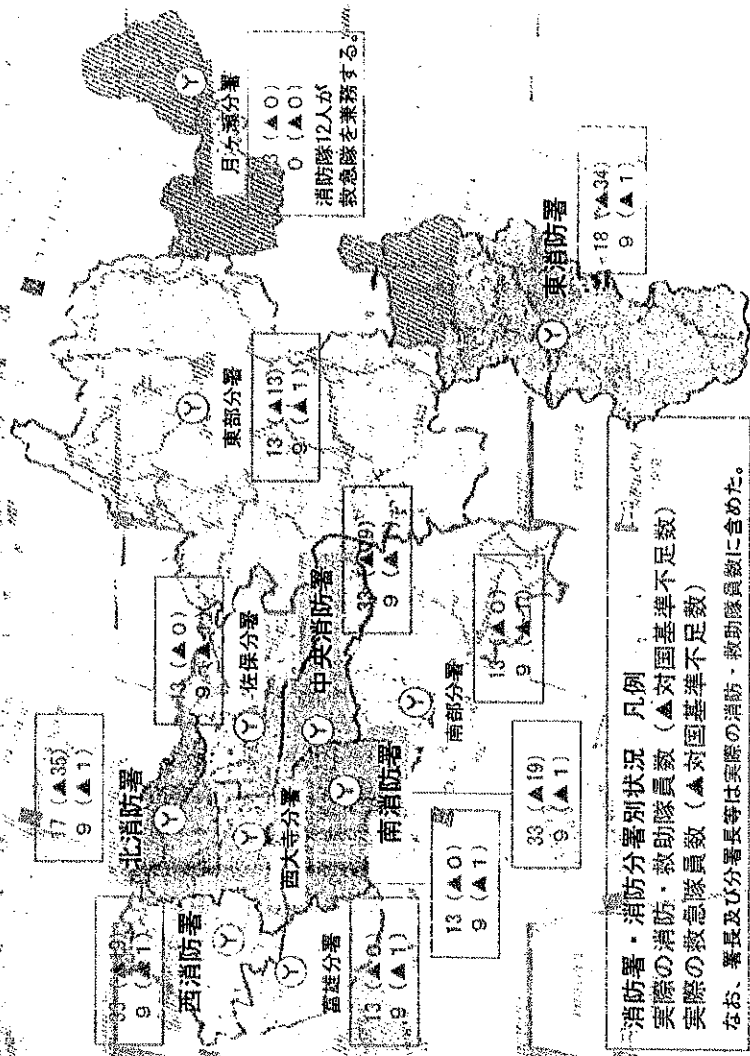 月ヶ瀬分署
13 (▲0)
0 (▲0)
消防隊12人が
救急隊を兼務する。
東部分署
13 (▲13)
9 (▲1)
東消防署
18 (▲34)
9 (▲1)
北消防署
17 (▲35)
9 (▲1)
佐保分署
13 (▲0)
9
中央消防署
33
9
西消防署
9 (▲1)
西大寺分署
13 (▲0)
9 (▲1)
富雄分署
13 (▲0)
9 (▲1)
南消防署
33 (▲19)
9 (▲1)
南部分署
13 (▲0)
9
消防署・消防分署別状況 凡例
実際の消防・救助隊員数 (▲対国基準不足数)
実際の救急隊員数 (▲対国基準不足数)
なお、署長及び分署長等は実際の消防・救助隊員数に含めた。